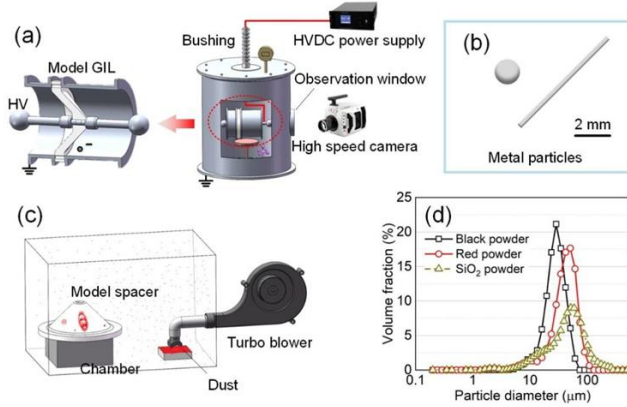 (a)
Model GIL
HV
Bushing
HVDC power supply
Observation window
High speed camera
(b)
2 mm
Metal particles
(c)
Model spacer
Chamber
Turbo blower
Dust
(d)
25
20
15
10
5
0
Volume fraction (%)
Black powder
Red powder
SiO₂ powder
0.1
1
10
100
Particle diameter (μm)